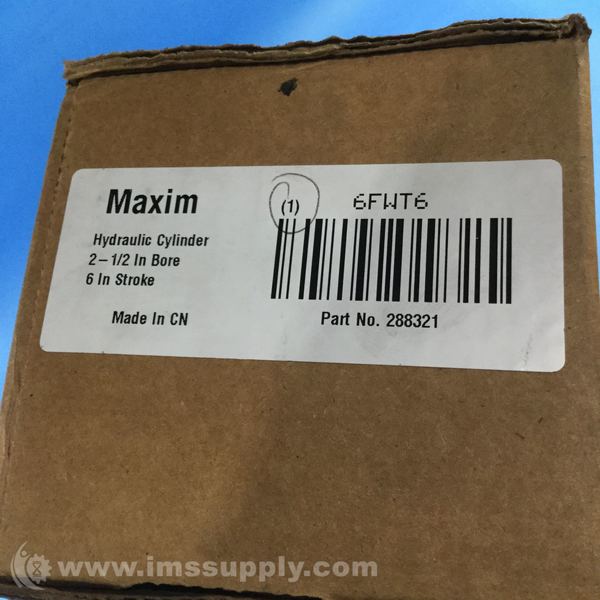 Maxim
Hydraulic Cylinder
2-1/2 In Bore
6 In Stroke
Made In CN
(1) 6FWT6
Part No. 288321
www.imssupply.com